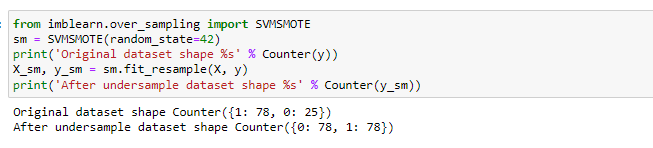 from imblearn.over_sampling import SVMSMOTE
sm = SVMSMOTE(random_state=42)
print('Original dataset shape %s' % Counter(y))
X_sm, y_sm = sm.fit_resample(X, y)
print('After undersample dataset shape %s' % Counter(y_sm))
Original dataset shape Counter({1: 78, 0: 25})
After undersample dataset shape Counter({0: 78, 1: 78})